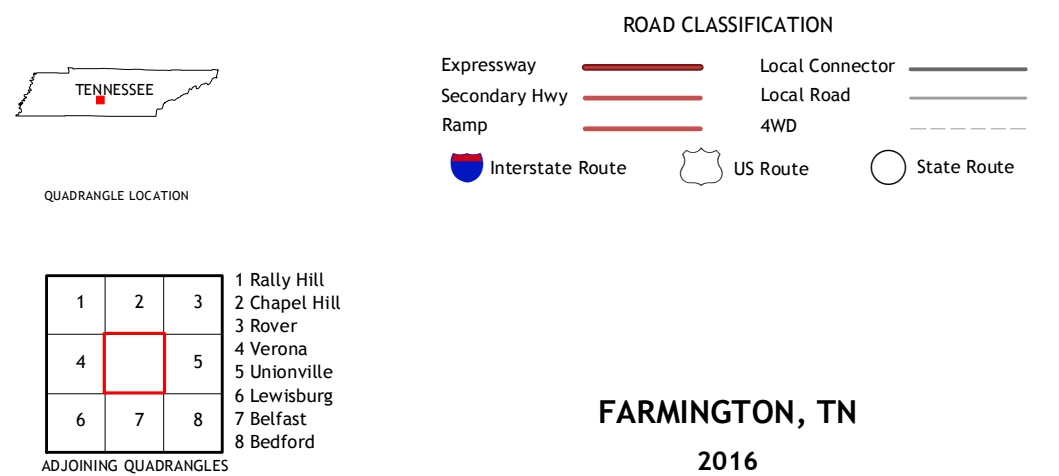 ROAD CLASSIFICATION
Expressway
Local Connector
Secondary Hwy
Local Road
Ramp
4WD
Interstate Route
US Route
State Route
TENNESSEE
QUADRANGLE LOCATION
1 2 3
4 5
6 7 8
1 Rally Hill
2 Chapel Hill
3 Rover
4 Verona
5 Unionville
6 Lewisburg
7 Belfast
8 Bedford
ADJOINING QUADRANGLES
FARMINGTON, TN
2016